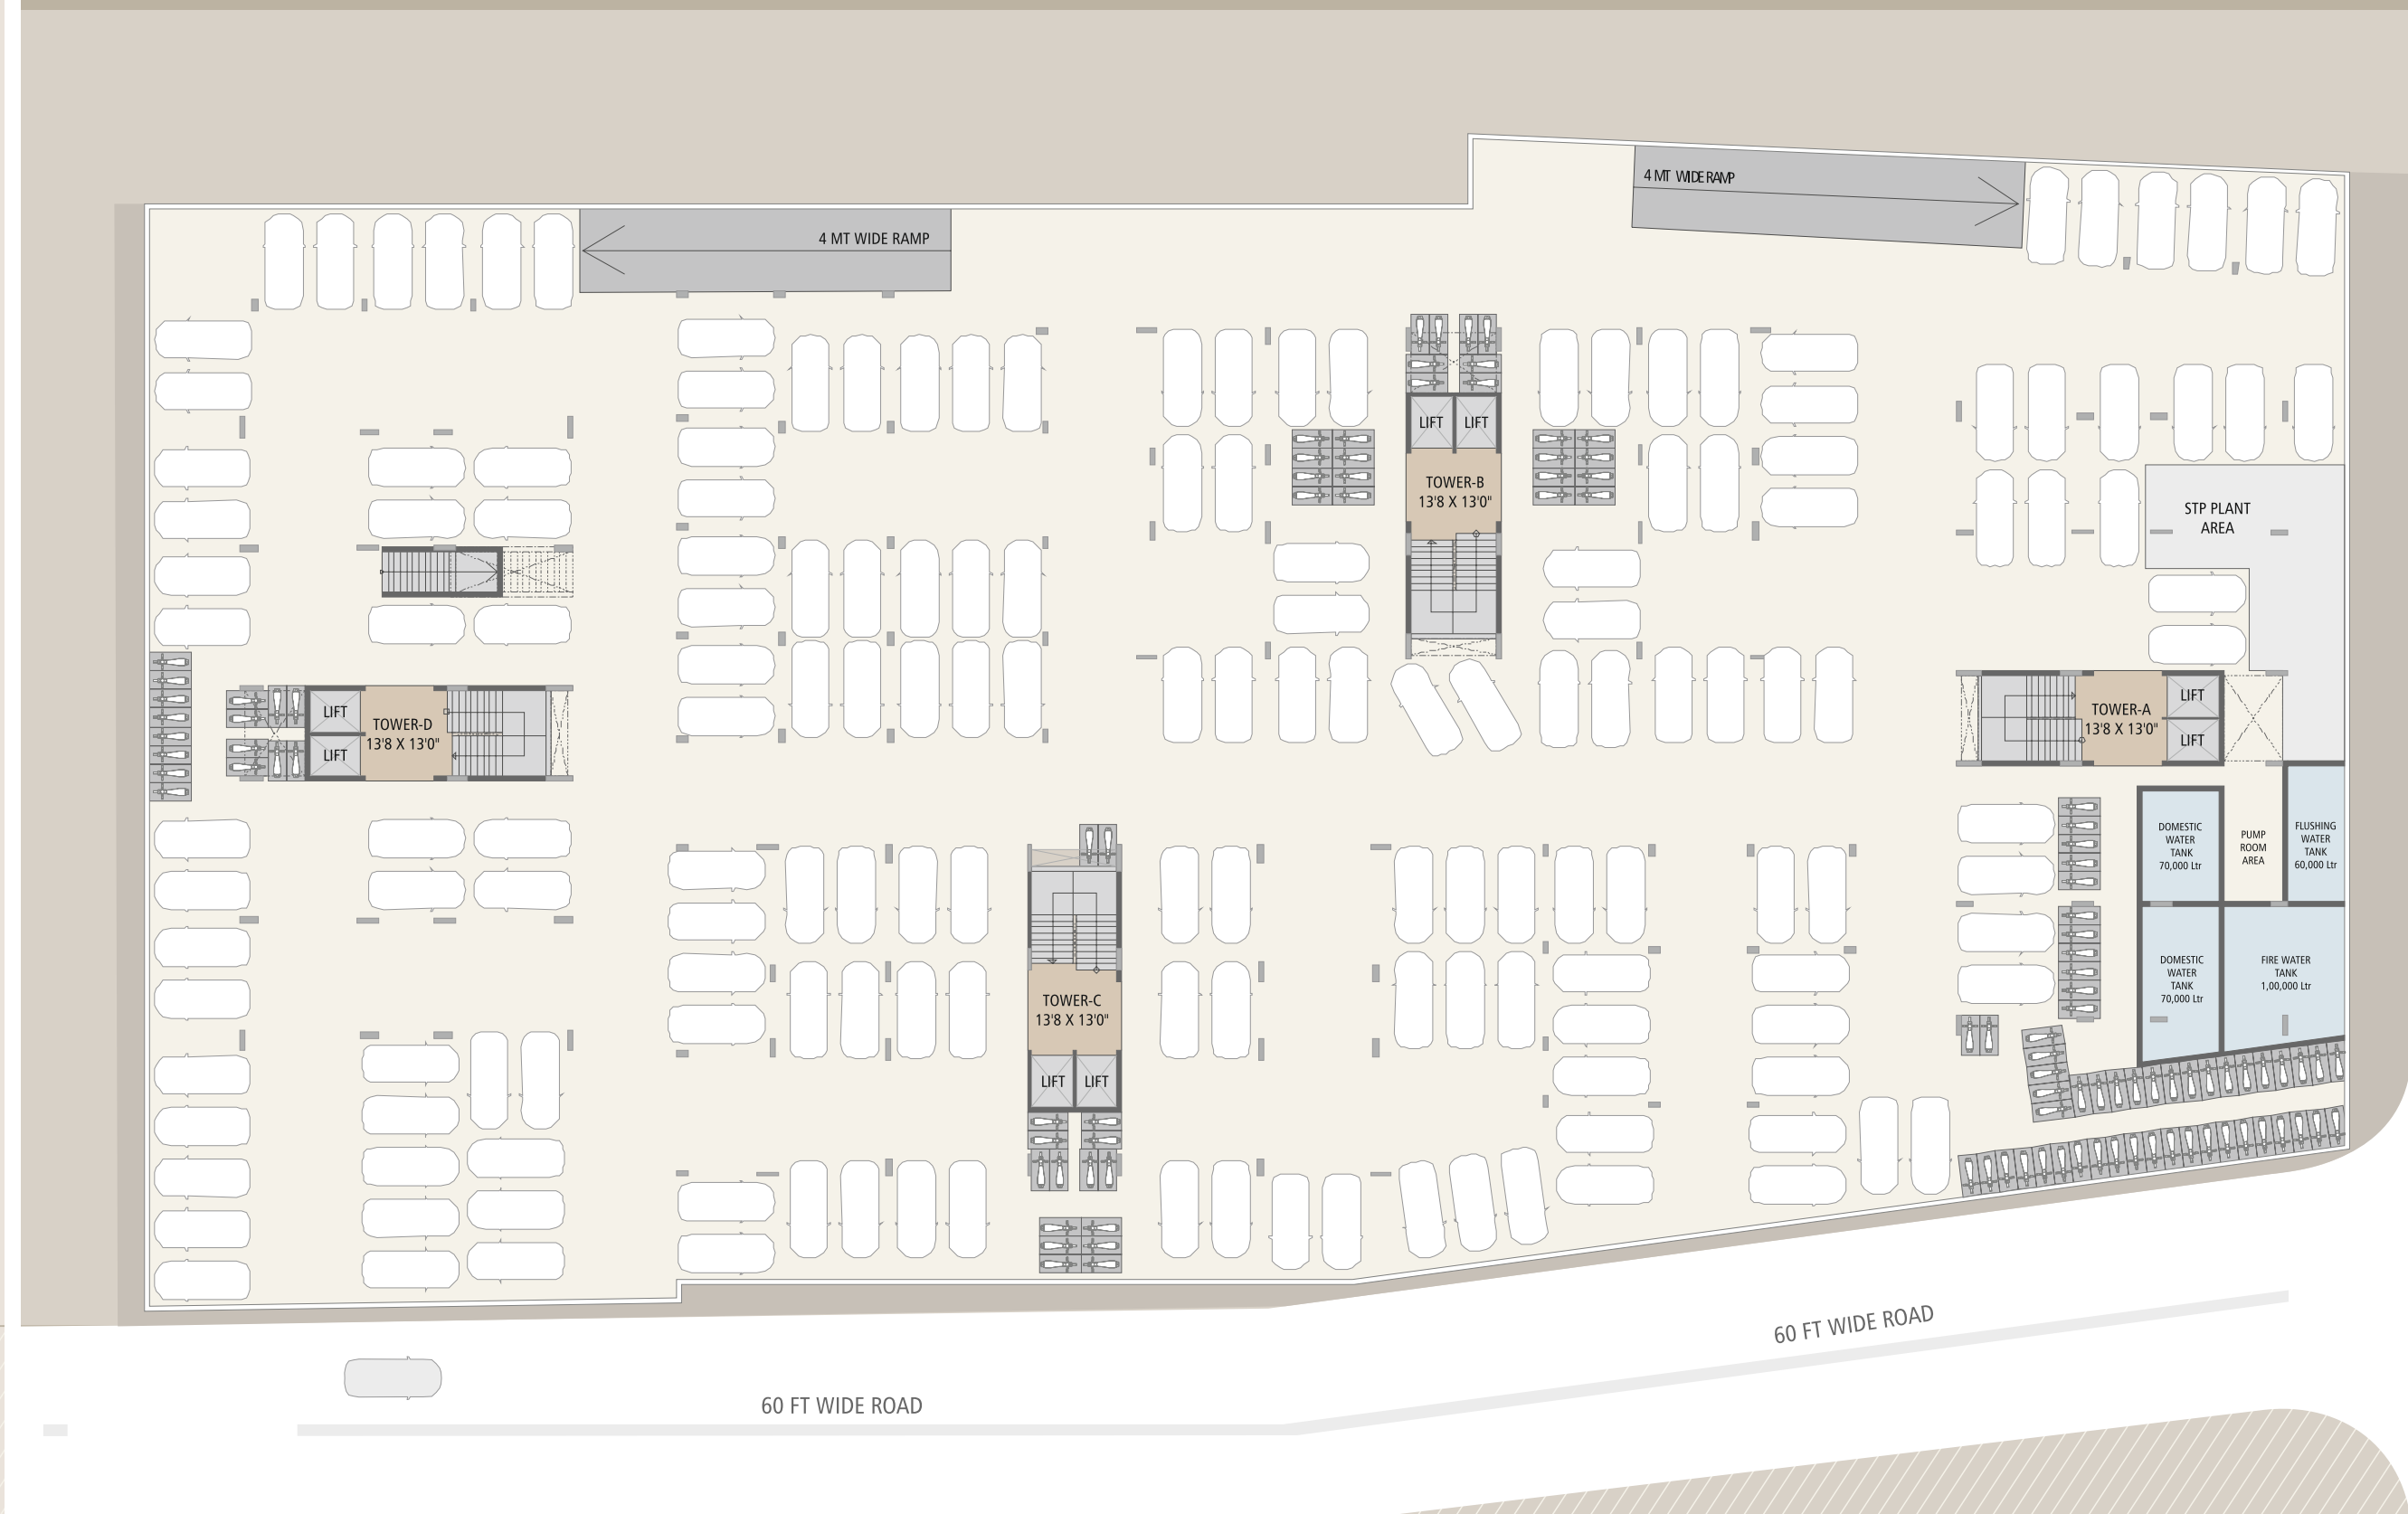 4 MT WIDE RAMP
4 MT WIDE RAMP
LIFT
LIFT
TOWER-B
13'8 X 13'0"
STP PLANT
AREA
LIFT
LIFT
TOWER-D
13'8 X 13'0"
TOWER-A
13'8 X 13'0"
LIFT
LIFT
DOMESTIC
WATER
TANK
70,000 Ltr
PUMP
ROOM
AREA
FLUSHING
WATER
TANK
60,000 Ltr
TOWER-C
13'8 X 13'0"
LIFT
LIFT
DOMESTIC
WATER
TANK
70,000 Ltr
FIRE WATER
TANK
1,00,000 Ltr
60 FT WIDE ROAD
60 FT WIDE ROAD